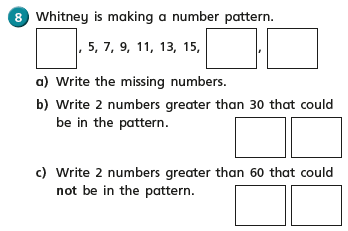 8 Whitney is making a number pattern.
, 5, 7, 9, 11, 13, 15, ,
a) Write the missing numbers.
b) Write 2 numbers greater than 30 that could
be in the pattern.
c) Write 2 numbers greater than 60 that could
not be in the pattern.